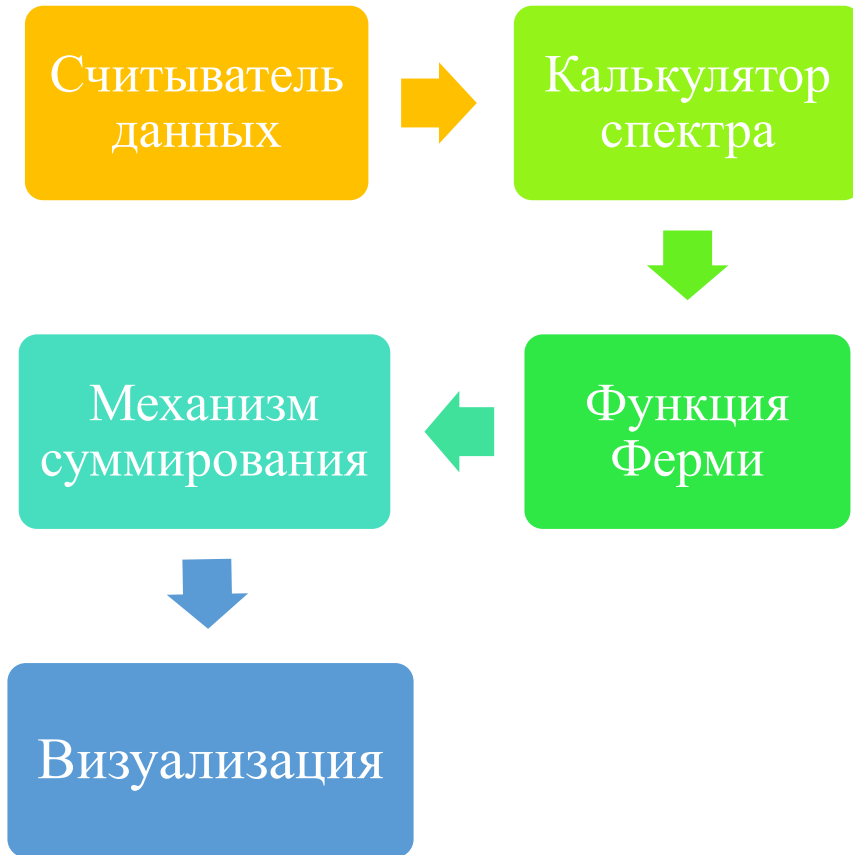 Считыватель
данных
Калькулятор
спектра
Функция
Ферми
Механизм
суммирования
Визуализация